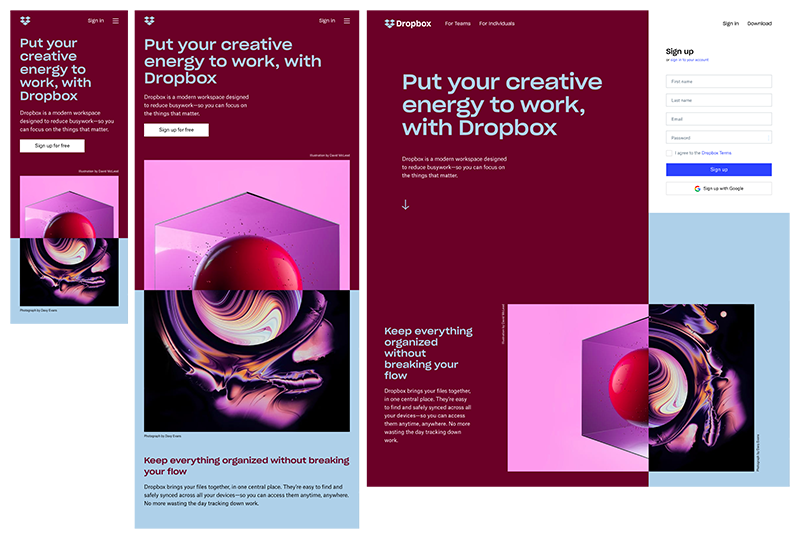 Sign in
Put your
creative
energy to
work, with
Dropbox
Dropbox is a modern workspace
designed to reduce busywork—so you
can focus on the things that matter.
Sign up for free
Illustration by David McLeod
Photograph by Davy Evans
Sign in
Put your creative
energy to work, with
Dropbox
Dropbox is a modern workspace designed
to reduce busywork—so you can focus on
the things that matter.
Sign up for free
Illustration by David McLeod
Photograph by Davy Evans
Keep everything organized without breaking
your flow
Dropbox brings your files together, in one central place. They're easy to find and
safely synced across all your devices—so you can access them anytime, anywhere.
No more wasting the day tracking down work.
Dropbox
For Teams
For Individuals
Sign in
Download
Put your creative
energy to work,
with Dropbox
Dropbox is a modern workspace designed
to reduce busywork—so you can focus on
the things that matter.
Sign up
or sign in to your account
First name
Last name
Email
Password
I agree to the Dropbox Terms.
Sign up
Sign up with Google
Keep everything
organized
without
breaking your
flow
Dropbox brings your files together,
in one central place. They're easy
to find and safely synced across all
your devices—so you can access
them anytime, anywhere. No more
wasting the day tracking down
work.
Illustration by David McLeod
Photograph by Davy Evans